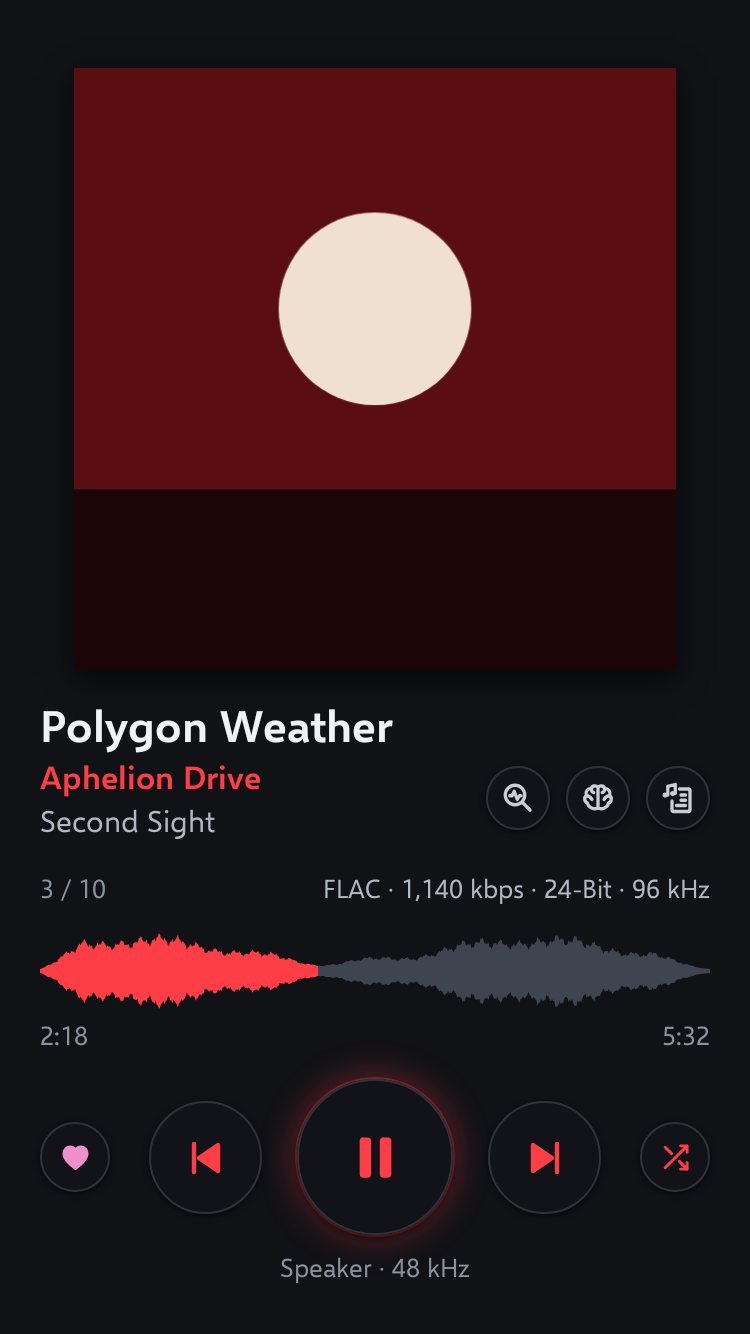 Polygon Weather
Aphelion Drive
Second Sight
3 / 10
FLAC · 1,140 kbps · 24-Bit · 96 kHz
2:18
5:32
Speaker · 48 kHz